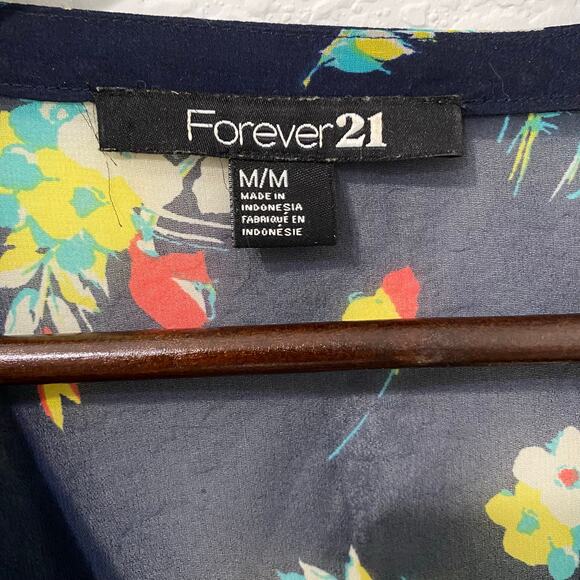 Forever21
M/M
MADE IN
INDONESIA
FABRIQUÉ EN
INDONÉSIE